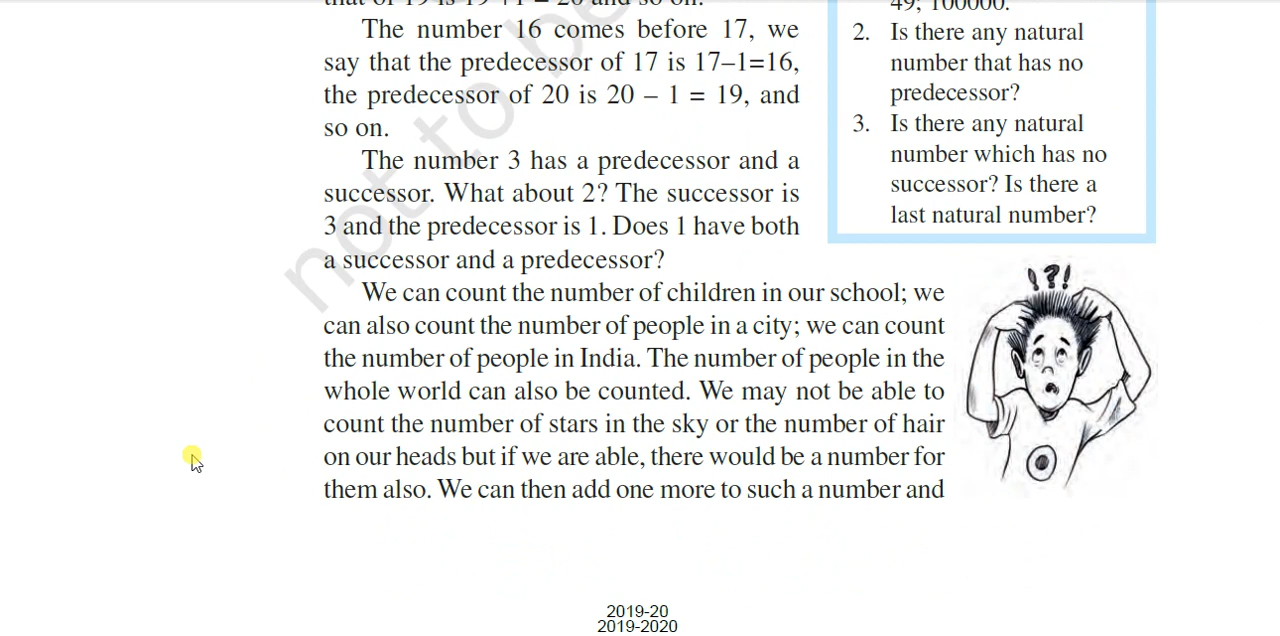 The number 16 comes before 17, we
say that the predecessor of 17 is 17–1=16,
the predecessor of 20 is 20 – 1 = 19, and
so on.
The number 3 has a predecessor and a
successor. What about 2? The successor is
3 and the predecessor is 1. Does 1 have both
a successor and a predecessor?
We can count the number of children in our school; we
can also count the number of people in a city; we can count
the number of people in India. The number of people in the
whole world can also be counted. We may not be able to
count the number of stars in the sky or the number of hair
on our heads but if we are able, there would be a number for
them also. We can then add one more to such a number and
49; 100000.
2. Is there any natural
number that has no
predecessor?
3. Is there any natural
number which has no
successor? Is there a
last natural number?
!?!
not to be
2019-20
2019-2020